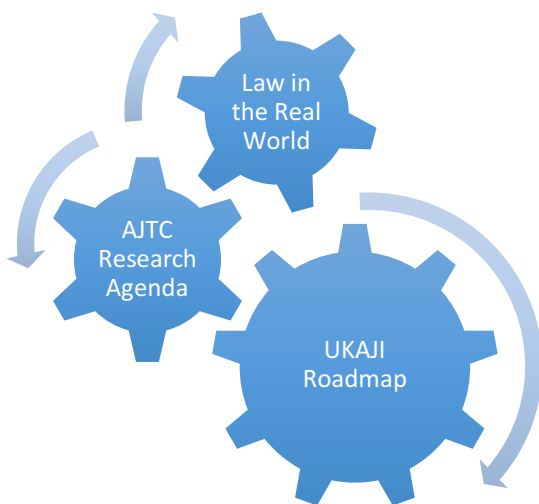 Law in
the Real
World
AJTC
Research
Agenda
UKAJI
Roadmap